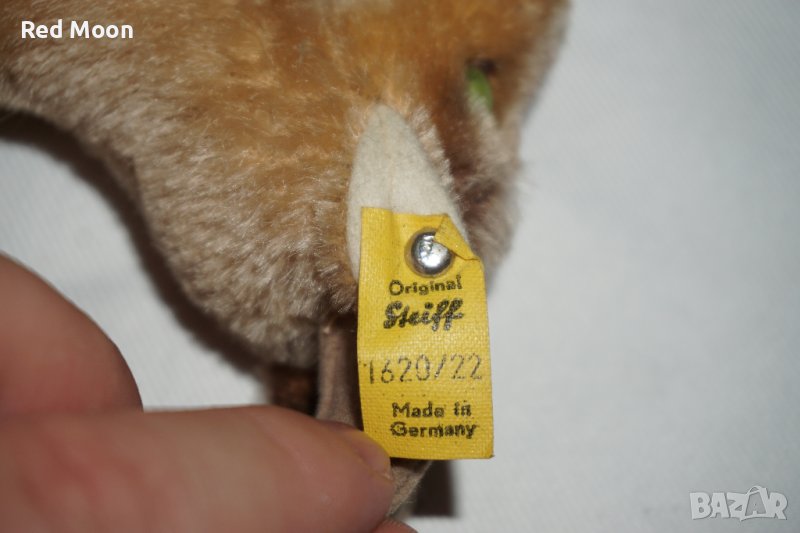 Red Moon
Original
Steiff
1620/22
Made in
Germany
BAZAR